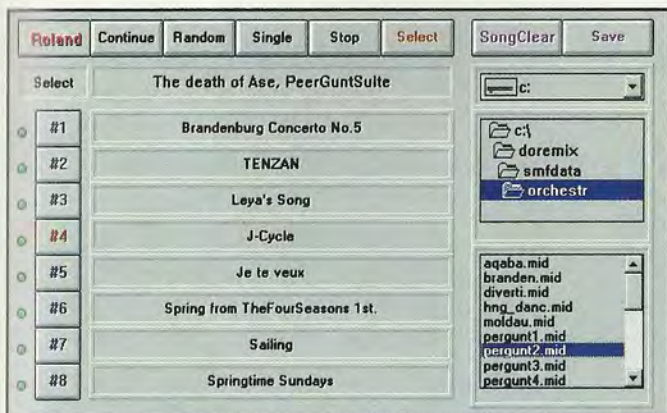 Roland Continue Random Single Stop Select SongClear Save
Select The death of Ase, PeerGuntSuite
c:
#1 Brandenburg Concerto No.5
#2 TENZAN
#3 Leya's Song
#4 J-Cycle
#5 Je te veux
#6 Spring from TheFourSeasons 1st.
#7 Sailing
#8 Springtime Sundays
c:\
doremix
smfdata
orchestr
aqaba.mid
branden.mid
diverti.mid
hng_danc.mid
moldau.mid
pergunt1.mid
pergunt2.mid
pergunt3.mid
pergunt4.mid